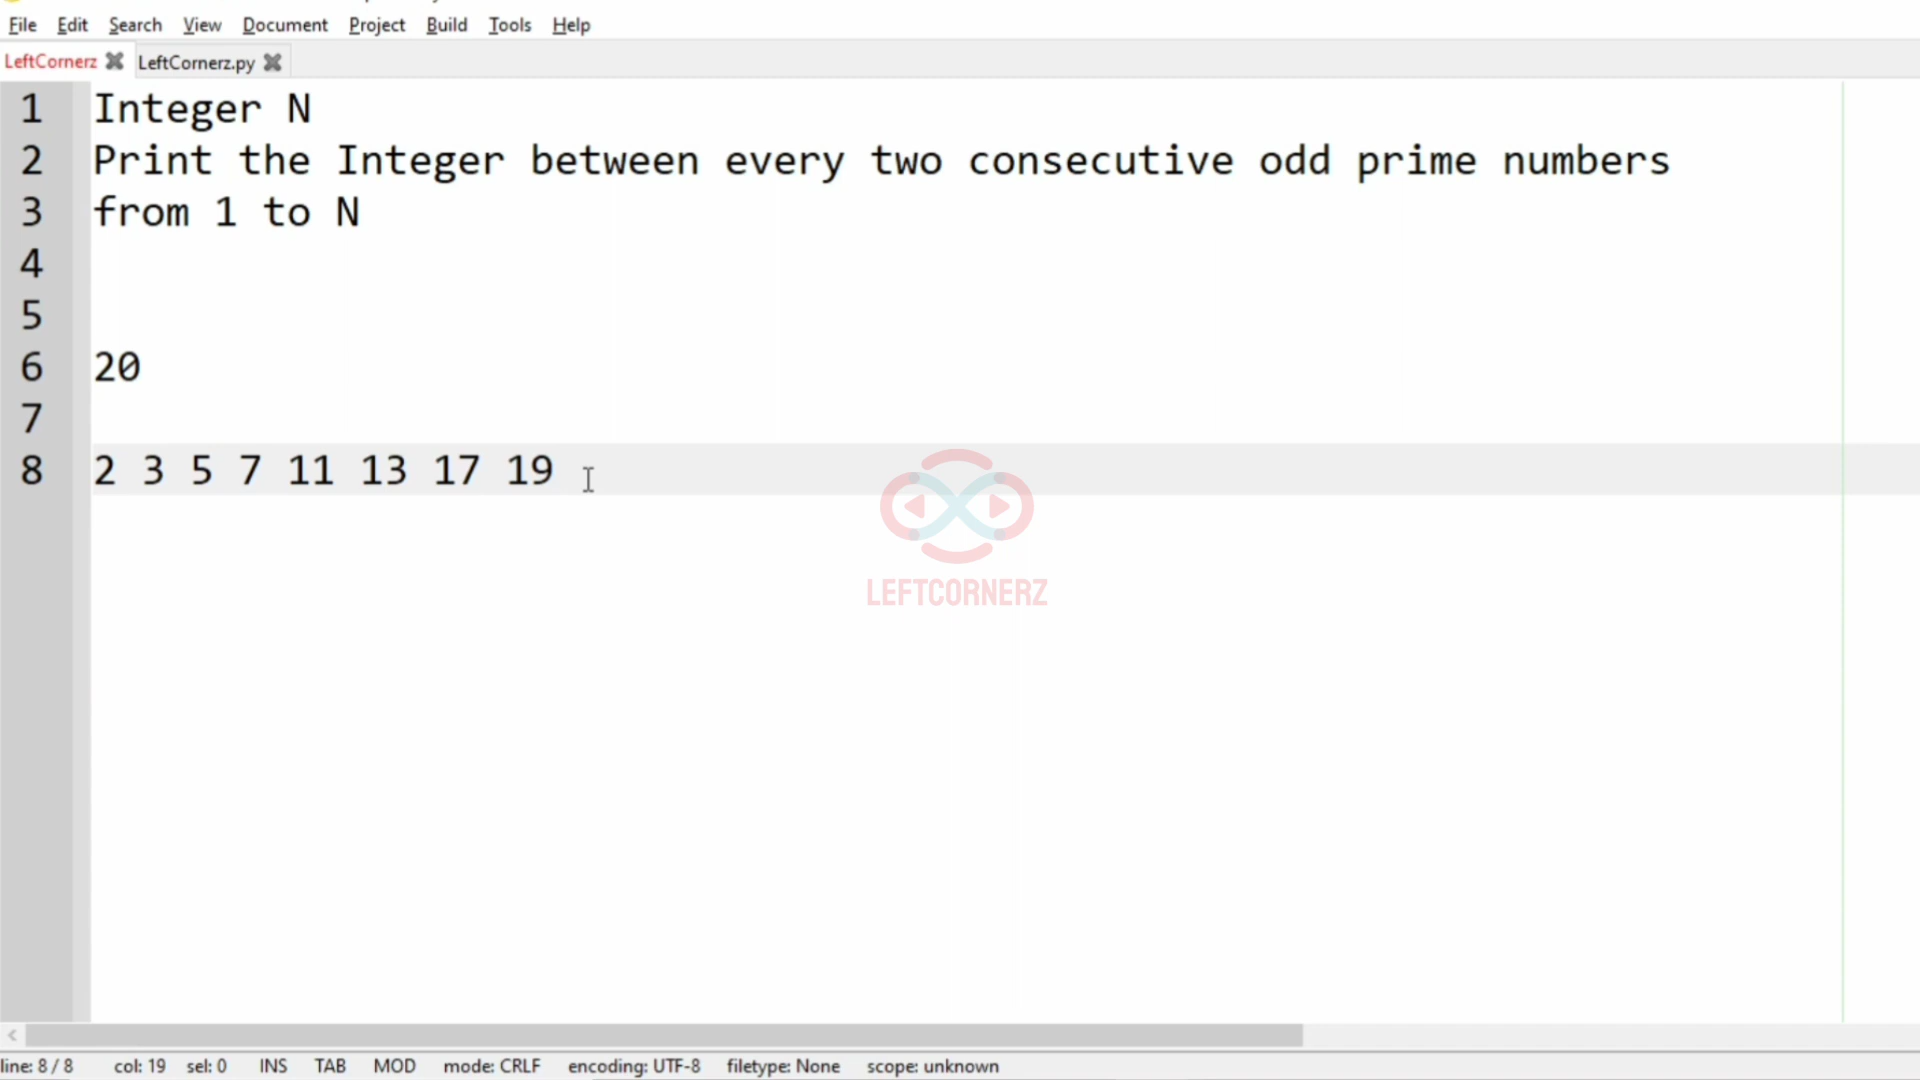 File Edit Search View Document Project Build Tools Help
LeftCornerz LeftCornerz.py
1 Integer N
2 Print the Integer between every two consecutive odd prime numbers
3 from 1 to N
4
5
6 20
7
8 2 3 5 7 11 13 17 19
LEFTCORNERZ
line: 8 / 8 col: 19 sel: 0 INS TAB MOD mode: CRLF encoding: UTF-8 filetype: None scope: unknown